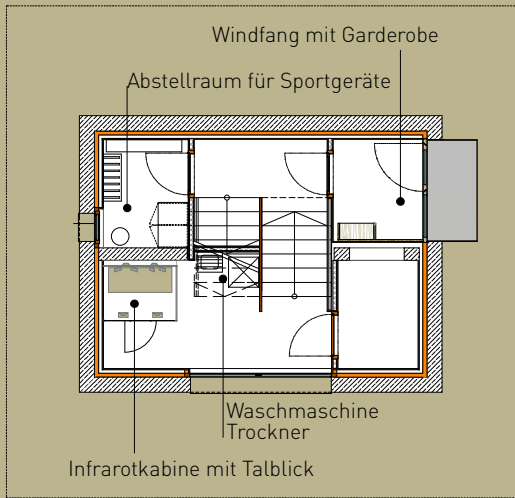 Windfang mit Garderobe
Abstellraum für Sportgeräte
Waschmaschine
Trockner
Infrarotkabine mit Talblick